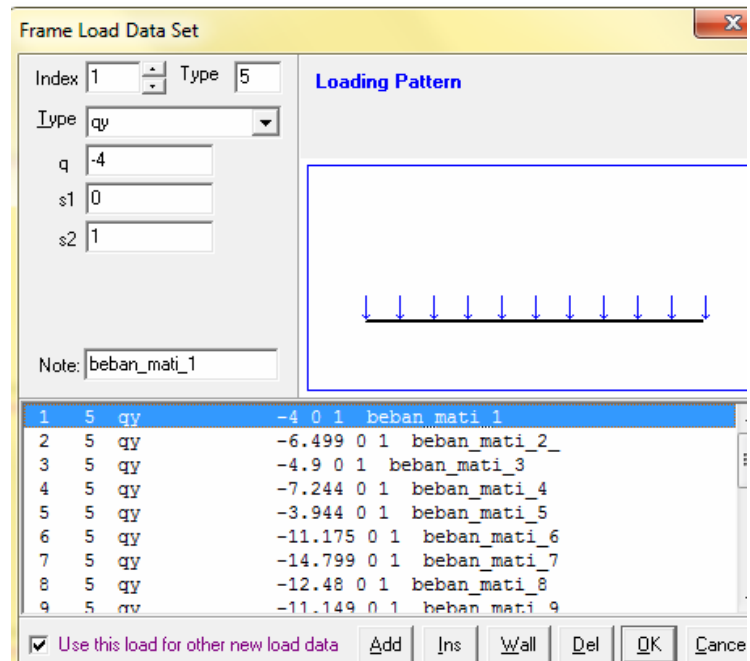 Frame Load Data Set
Index 1 Type 5
Type qy
q -4
s1 0
s2 1
Note: beban_mati_1
Loading Pattern
1 5 qy -4 0 1 beban_mati_1
2 5 qy -6.499 0 1 beban_mati_2_
3 5 qy -4.9 0 1 beban_mati_3
4 5 qy -7.244 0 1 beban_mati_4
5 5 qy -3.944 0 1 beban_mati_5
6 5 qy -11.175 0 1 beban_mati_6
7 5 qy -14.799 0 1 beban_mati_7
8 5 qy -12.48 0 1 beban_mati_8
9 5 qy -11.149 0 1 beban_mati_9
Use this load for other new load data Add Ins Wall Del OK Cance